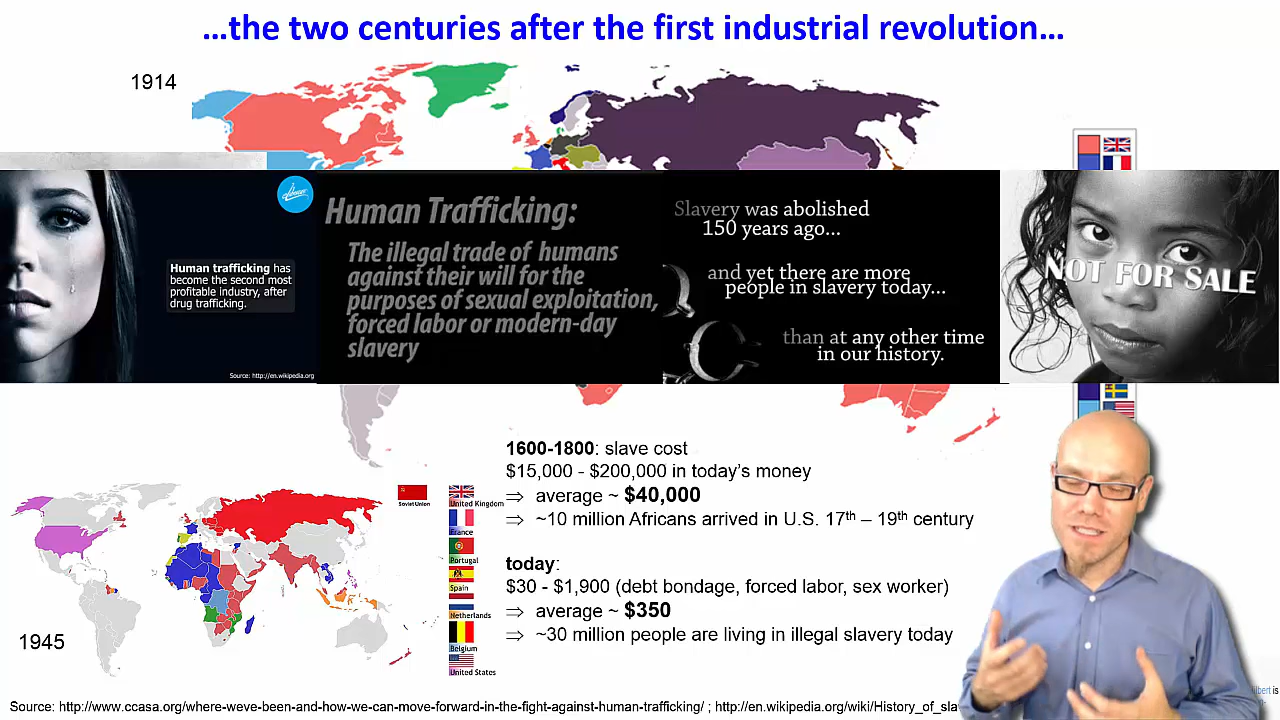 …the two centuries after the first industrial revolution…
1914
Human trafficking has
become the second most
profitable industry, after
drug trafficking.
Source: http://en.wikipedia.org
Human Trafficking:
The illegal trade of humans
against their will for the
purposes of sexual exploitation,
forced labor or modern-day
slavery
Slavery was abolished
150 years ago...
and yet there are more
people in slavery today...
than at any other time
in our history.
NOT FOR SALE
1600-1800: slave cost
$15,000 - $200,000 in today's money
⇒ average ~ $40,000
⇒ ~10 million Africans arrived in U.S. 17th – 19th century
today:
$30 - $1,900 (debt bondage, forced labor, sex worker)
⇒ average ~ $350
⇒ ~30 million people are living in illegal slavery today
Soviet Union
United Kingdom
France
Portugal
Spain
Netherlands
Belgium
United States
1945
Source: http://www.ccasa.org/where-weve-been-and-how-we-can-move-forward-in-the-fight-against-human-trafficking/ ; http://en.wikipedia.org/wiki/History_of_sla